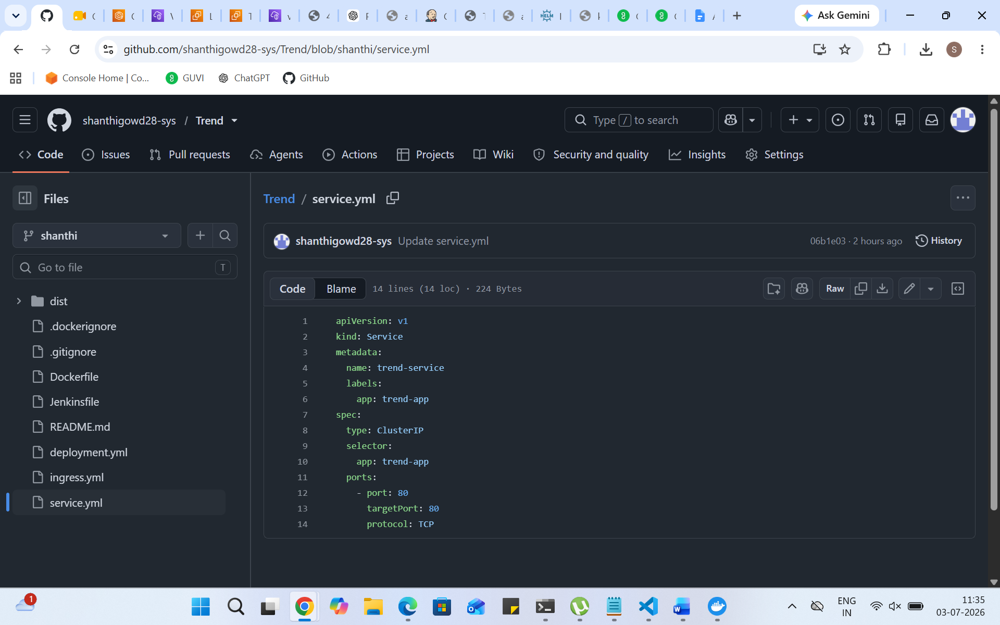 Ask Gemini
github.com/shanthigowd28-sys/Trend/blob/shanthi/service.yml
S
Console Home | Co...
GUVI
ChatGPT
GitHub
shanthigowd28-sys / Trend
Type / to search
Code
Issues
Pull requests
Agents
Actions
Projects
Wiki
Security and quality
Insights
Settings
Files
shanthi
Go to file
T
dist
.dockerignore
.gitignore
Dockerfile
Jenkinsfile
README.md
deployment.yml
ingress.yml
service.yml
Trend / service.yml
shanthigowd28-sys Update service.yml
06b1e03 · 2 hours ago
History
Code
Blame
14 lines (14 loc) · 224 Bytes
Raw
1 apiVersion: v1
2 kind: Service
3 metadata:
4 name: trend-service
5 labels:
6 app: trend-app
7 spec:
8 type: ClusterIP
9 selector:
10 app: trend-app
11 ports:
12 - port: 80
13 targetPort: 80
14 protocol: TCP
1
ENG
IN
11:35
03-07-2026